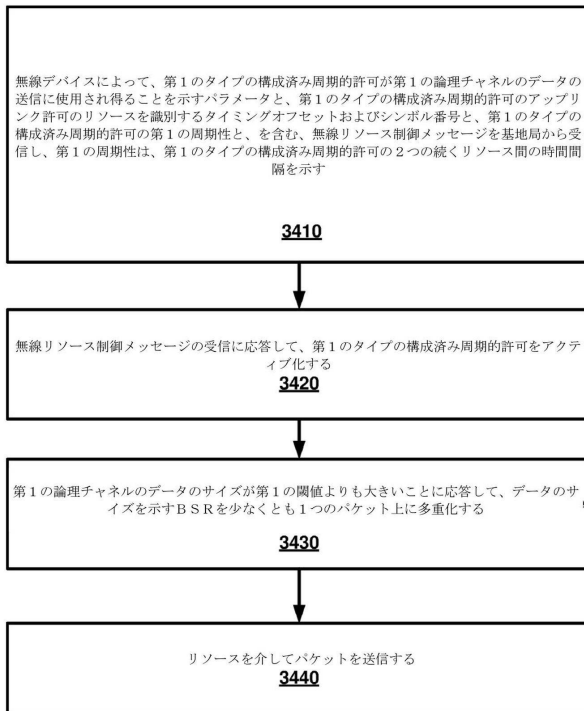 無線デバイスによって、第１のタイプの構成済み周期的許可が第１の論理チャネルのデータの
送信に使用され得ることを示すパラメータと、第１のタイプの構成済み周期的許可のアップリ
ンク許可のリソースを識別するタイミングオフセットおよびシンボル番号と、第１のタイプの
構成済み周期的許可の第１の周期性と、を含む、無線リソース制御メッセージを基地局から受
信し、第１の周期性は、第１のタイプの構成済み周期的許可の２つの続くリソース間の時間間
隔を示す
3410
無線リソース制御メッセージの受信に応答して、第１のタイプの構成済み周期的許可をアクテ
ィブ化する
3420
第１の論理チャネルのデータのサイズが第１の閾値よりも大きいことに応答して、データのサ
イズを示すＢＳＲを少なくとも１つのパケット上に多重化する
3430
リソースを介してパケットを送信する
3440